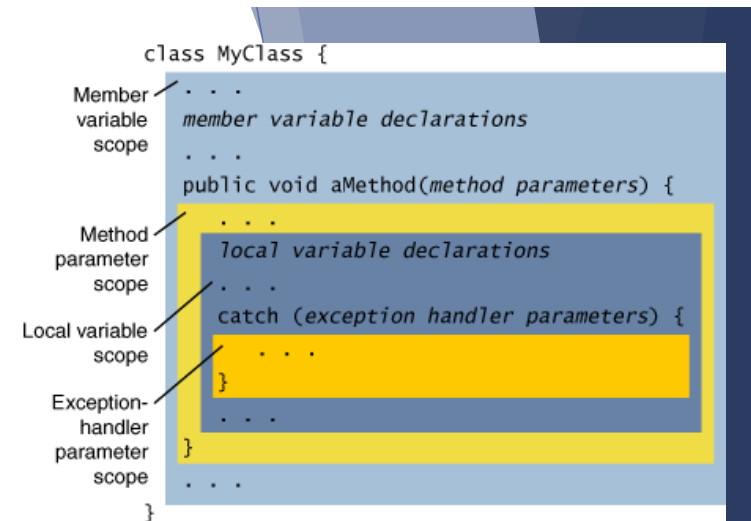 class MyClass {
Member variable scope
. . .
member variable declarations
. . .
public void aMethod(method parameters) {
Method parameter scope
. . .
local variable declarations
Local variable scope
. . .
catch (exception handler parameters) {
Exception-handler parameter scope
. . .
}
. . .
}
. . .
}